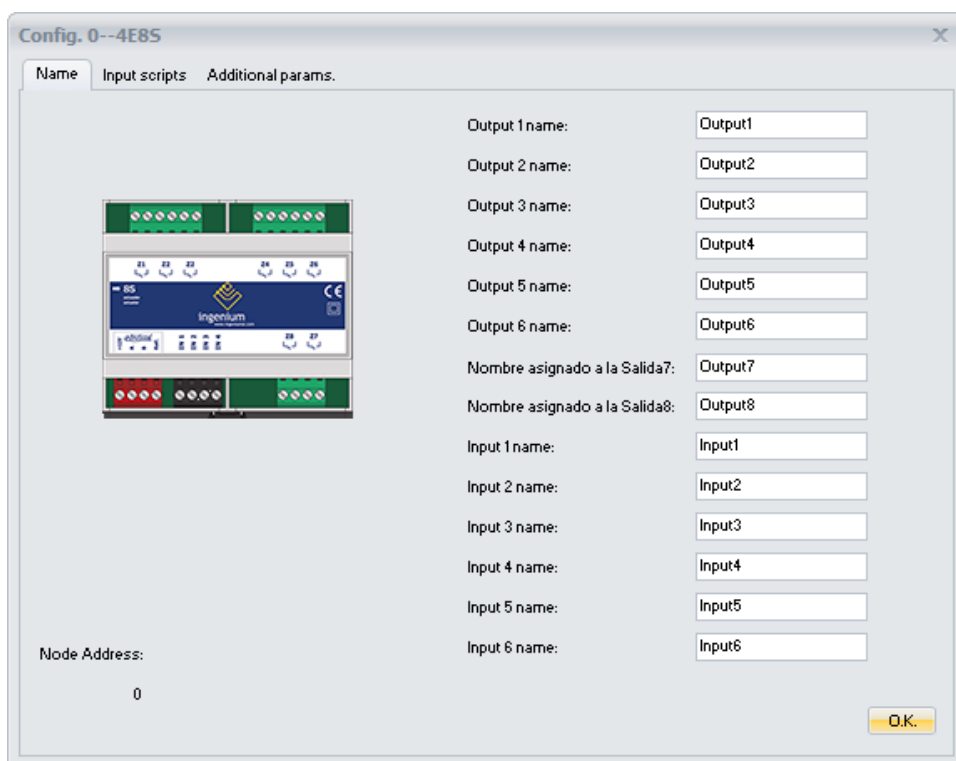 Config. 0--4E8S
X
Name Input scripts Additional params.
Output 1 name: Output1
Output 2 name: Output2
Output 3 name: Output3
Output 4 name: Output4
Output 5 name: Output5
Output 6 name: Output6
Nombre asignado a la Salida7: Output7
Nombre asignado a la Salida8: Output8
Input 1 name: Input1
Input 2 name: Input2
Input 3 name: Input3
Input 4 name: Input4
Input 5 name: Input5
Input 6 name: Input6
8S
CE
ingenium
Node Address:
0
O.K.